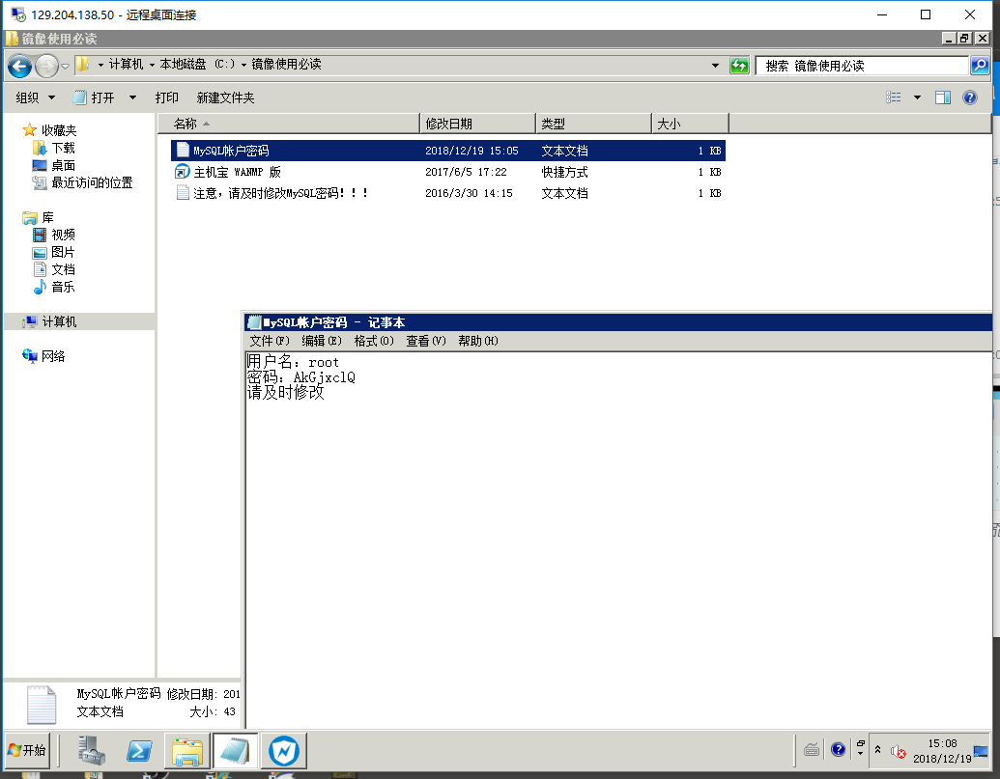 129.204.138.50 - 远程桌面连接
镜像使用必读
计算机 本地磁盘 (C:) 镜像使用必读
搜索 镜像使用必读
组织 打开 打印 新建文件夹
名称 修改日期 类型 大小
MySQL帐户密码 2018/12/19 15:05 文本文档 1 KB
主机宝 WANMP 版 2017/6/5 17:22 快捷方式 1 KB
注意，请及时修改MySQL密码！！！ 2016/3/30 14:15 文本文档 1 KB
收藏夹
下载
桌面
最近访问的位置
库
视频
图片
文档
音乐
计算机
网络
MySQL帐户密码 - 记事本
文件(F) 编辑(E) 格式(O) 查看(V) 帮助(H)
用户名：root
密码：AkGjxclQ
请及时修改
MySQL帐户密码 修改日期: 201
文本文档 大小: 43
开始
15:08
2018/12/19